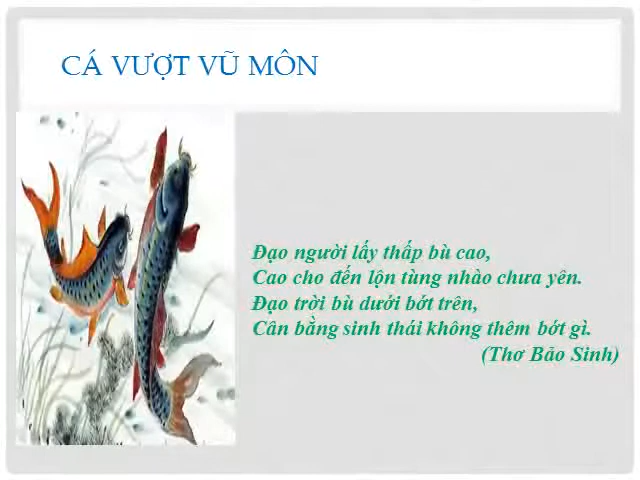 CÁ VƯỢT VŨ MÔN
Đạo người lấy thấp bù cao,
Cao cho đến lộn tùng nhào chưa yên.
Đạo trời bù dưới bớt trên,
Cân bằng sinh thái không thêm bớt gì.
(Thơ Bảo Sinh)